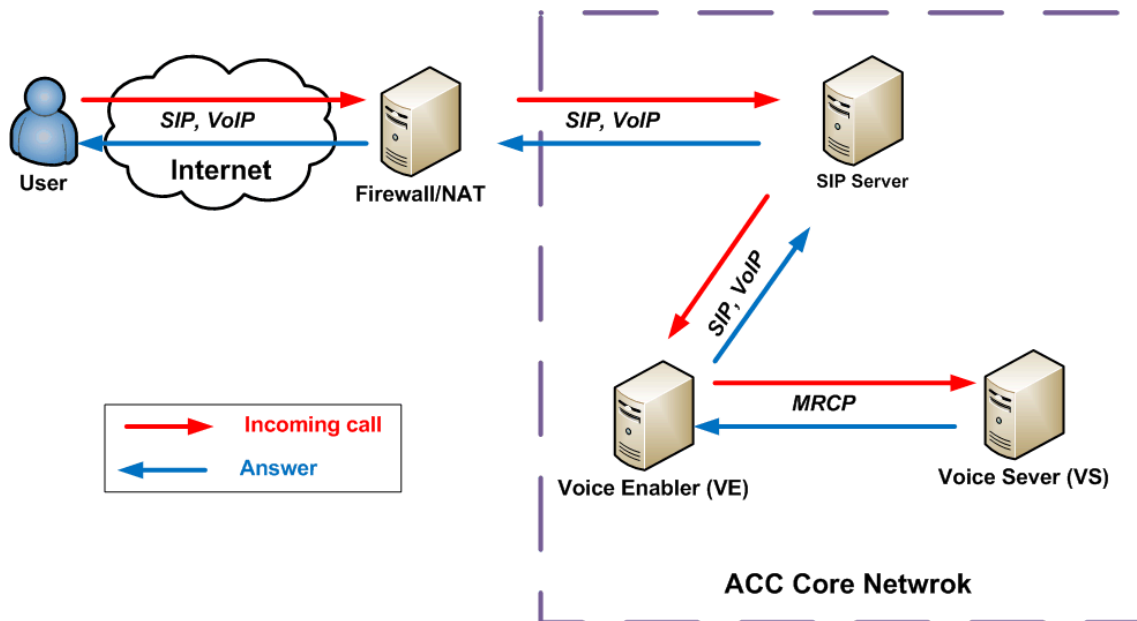 SIP, VoIP
SIP, VoIP
Internet
User
Firewall/NAT
SIP Server
SIP, VoIP
MRCP
Incoming call
Answer
Voice Enabler (VE)
Voice Sever (VS)
ACC Core Netwrok